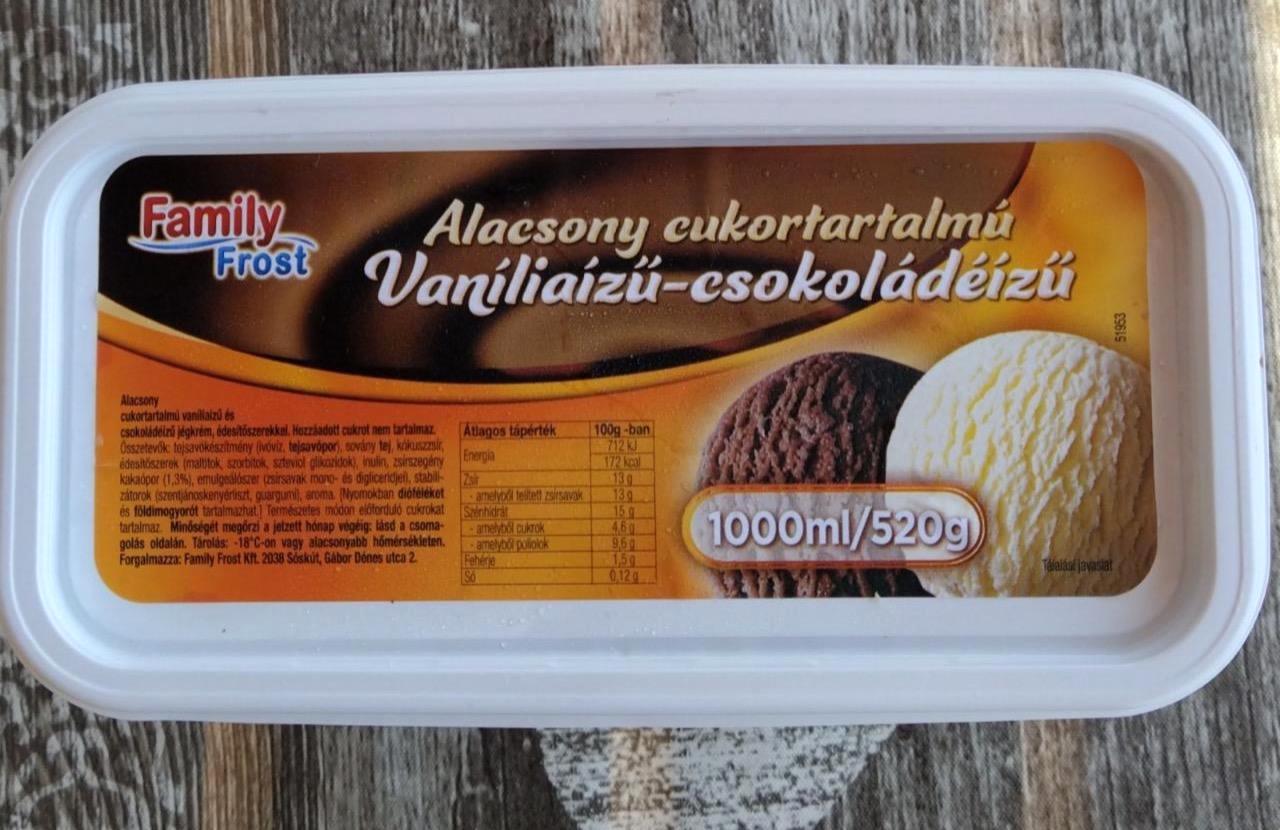 Family
Frost
Alacsony cukortartalmú
Vaníliaízű-csokoládéízű
51953
Alacsony
cukortartalmú vaníliaízű és
csokoládéízű jégkrém, édesítőszerekkel. Hozzáadott cukrot nem tartalmaz.
Összetevők: tejsavókészítmény (ivóvíz, tejsavópor), sovány tej, kókuszzsír,
édesítőszerek (maltitok, szorbitok, szteviol glikozidok), inulin, zsírszegény
kakaópor (1,3%), emulgeálószer (zsírsavak mono- és digliceridjei), stabili-
zátorok (szentjánoskenyérliszt, guargumi), aroma. (Nyomokban dióféléket
és földimogyorót tartalmazhat.) Természetes módon előforduló cukrokat
tartalmaz. Minőségét megőrzi a jelzett hónap végéig: lásd a csoma-
golás oldalán. Tárolás: -18°C-on vagy alacsonyabb hőmérsékleten.
Forgalmazza: Family Frost Kft. 2038 Sóskút, Gábor Dénes utca 2.
Átlagos tápérték 100g -ban
Energia 712 kJ
172 kcal
Zsír 13 g
- amelyből telített zsírsavak 13 g
Szénhidrát 15 g
- amelyből cukrok 4,6 g
- amelyből poliolok 9,6 g
Fehérje 1,5 g
Só 0,12 g
1000ml/520g
Tálalási javaslat